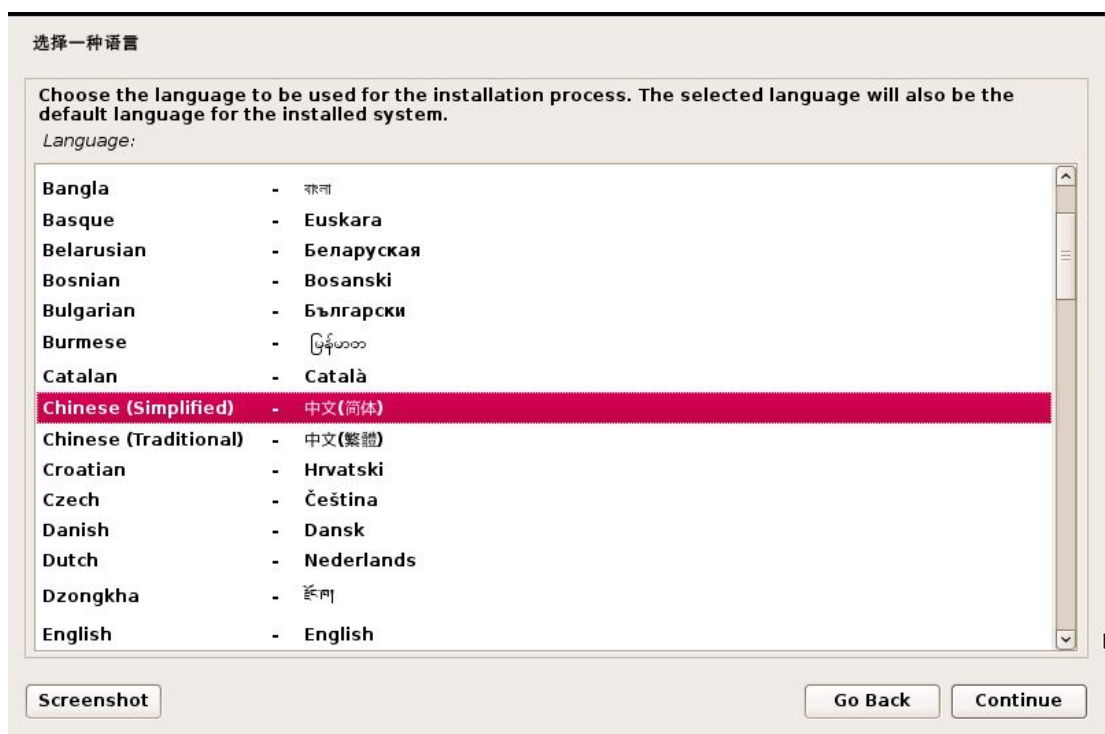 选择一种语言
Choose the language to be used for the installation process. The selected language will also be the
default language for the installed system.
Language:
Bangla - বাংলা
Basque - Euskara
Belarusian - Беларуская
Bosnian - Bosanski
Bulgarian - Български
Burmese - မြန်မာစာ
Catalan - Català
Chinese (Simplified) - 中文(简体)
Chinese (Traditional) - 中文(繁體)
Croatian - Hrvatski
Czech - Čeština
Danish - Dansk
Dutch - Nederlands
Dzongkha - རྫོང་ཁ།
English - English
Screenshot Go Back Continue